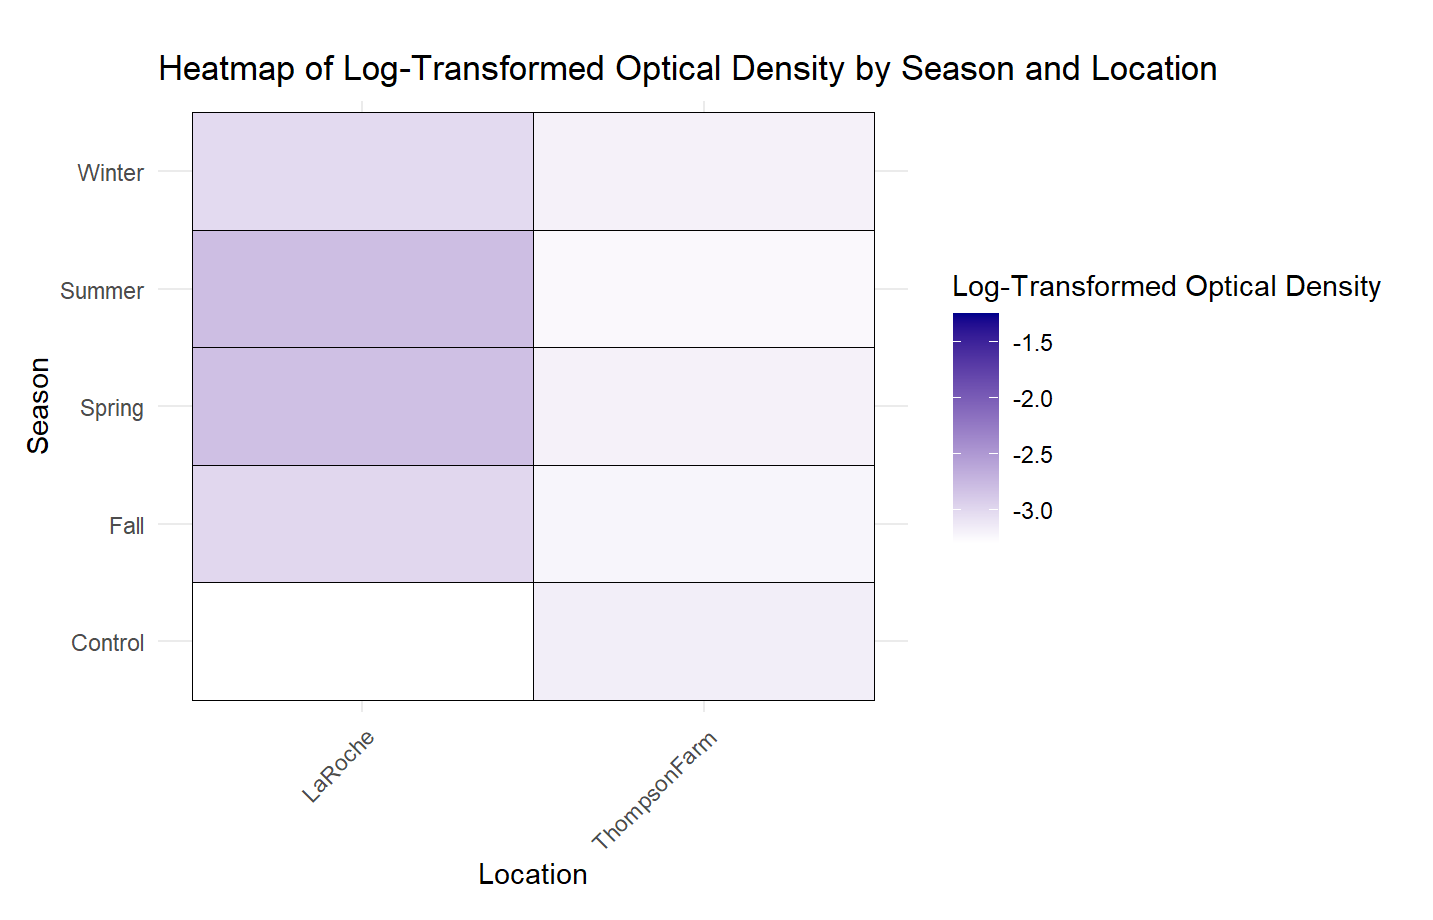 Heatmap of Log-Transformed Optical Density by Season and Location
Winter
Summer
Spring
Fall
Control
Season
LaRoche
ThompsonFarm
Location
Log-Transformed Optical Density
-1.5
-2.0
-2.5
-3.0